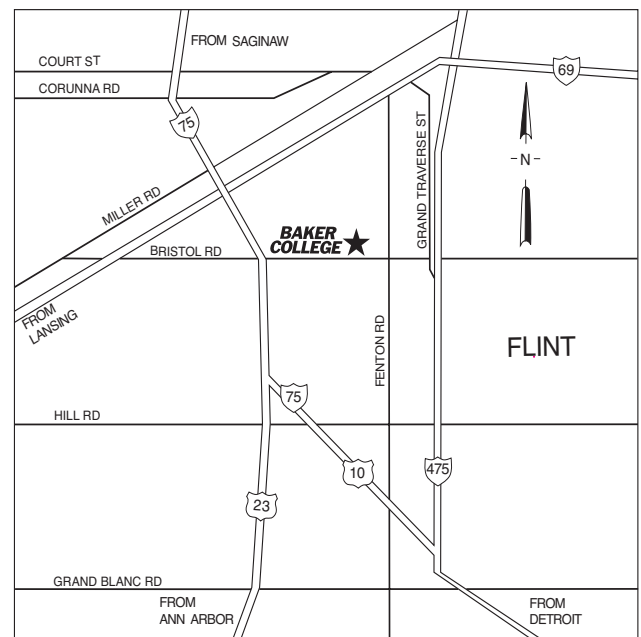 FROM SAGINAW
COURT ST
CORUNNA RD
69
75
GRAND TRAVERSE ST
-N-
MILLER RD
BAKER
COLLEGE
BRISTOL RD
FROM
LANSING
FENTON RD
FLINT
75
HILL RD
10
475
23
GRAND BLANC RD
FROM
ANN ARBOR
FROM
DETROIT